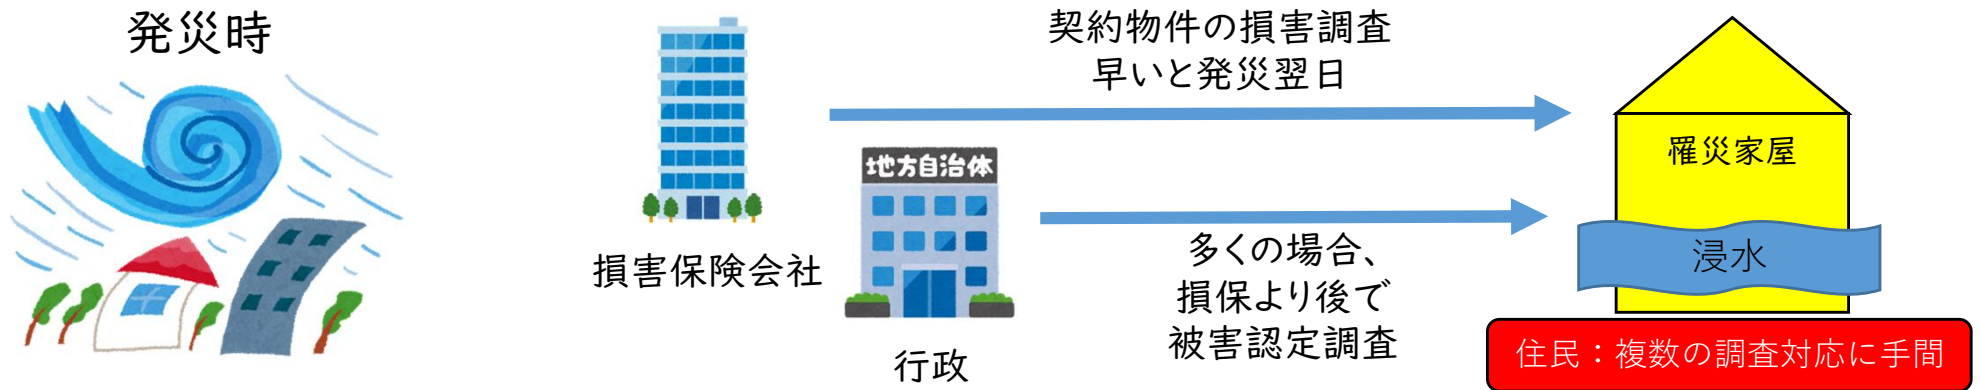 発災時
契約物件の損害調査
早いと発災翌日
損害保険会社
地方自治体
行政
多くの場合、
損保より後で
被害認定調査
罹災家屋
浸水
住民：複数の調査対応に手間